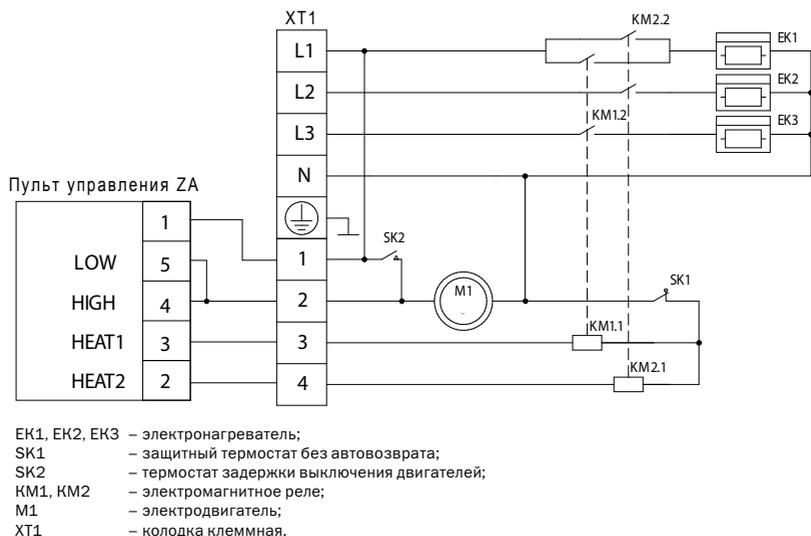 XT1
KM2.2
L1
EK1
L2
EK2
L3
KM1.2
EK3
N
Пульт управления ZA
1
1
SK2
LOW 5
HIGH 4
2
M1
~
SK1
HEAT1 3
3
KM1.1
HEAT2 2
4
KM2.1
ЕК1, ЕК2, ЕК3 – электронагреватель;
SK1 – защитный термостат без автовозврата;
SK2 – термостат задержки выключения двигателей;
КМ1, КМ2 – электромагнитное реле;
М1 – электродвигатель;
ХТ1 – колодка клеммная.